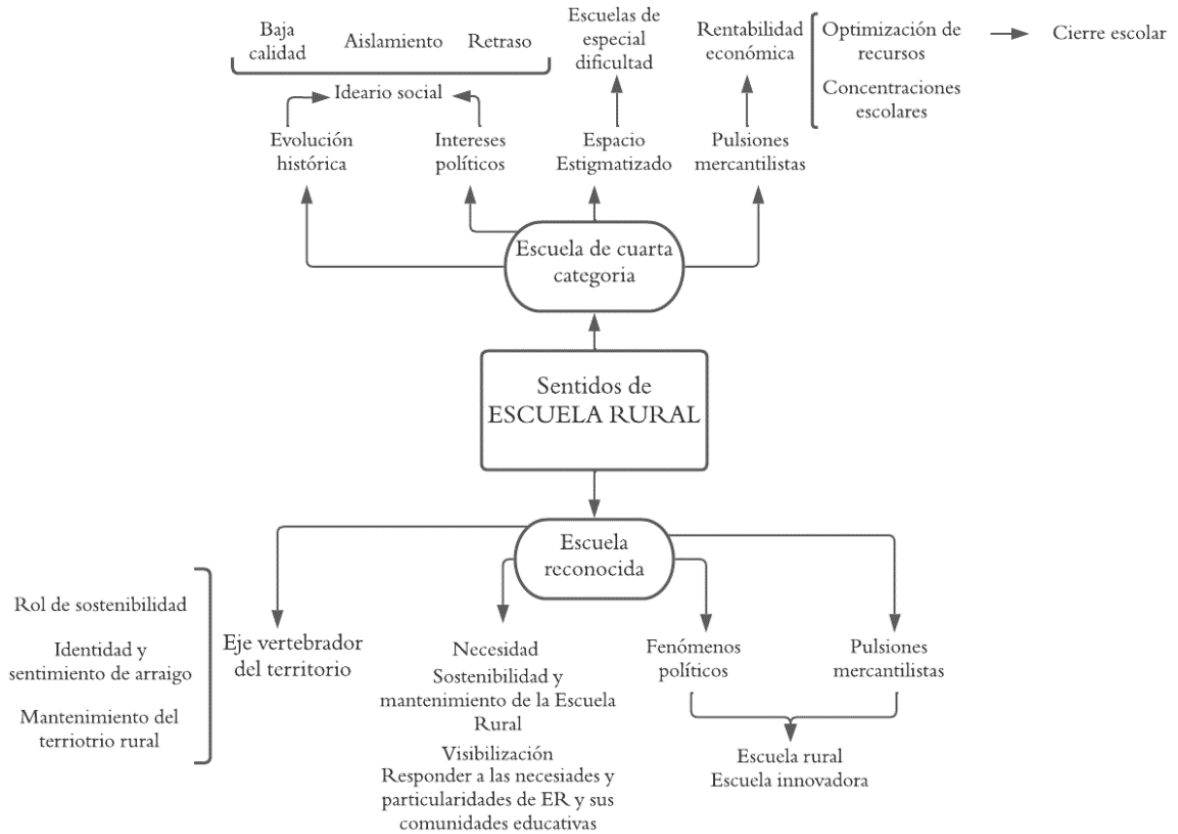 Baja
calidad
Aislamiento
Retraso
Escuelas de
especial
dificultad
Rentabilidad
económica
Optimización de
recursos
Cierre escolar
Concentraciones
escolares
Ideario social
Evolución
histórica
Intereses
políticos
Espacio
Estigmatizado
Pulsiones
mercantilistas
Escuela de cuarta
categoria
Sentidos de
ESCUELA RURAL
Escuela
reconocida
Rol de sostenibilidad
Identidad y
sentimiento de arraigo
Mantenimiento del
terriotrio rural
Eje vertebrador
del territorio
Necesidad
Sostenibilidad y
mantenimiento de la Escuela
Rural
Visibilización
Responder a las necesiades y
particularidades de ER y sus
comunidades educativas
Fenómenos
políticos
Pulsiones
mercantilistas
Escuela rural
Escuela innovadora